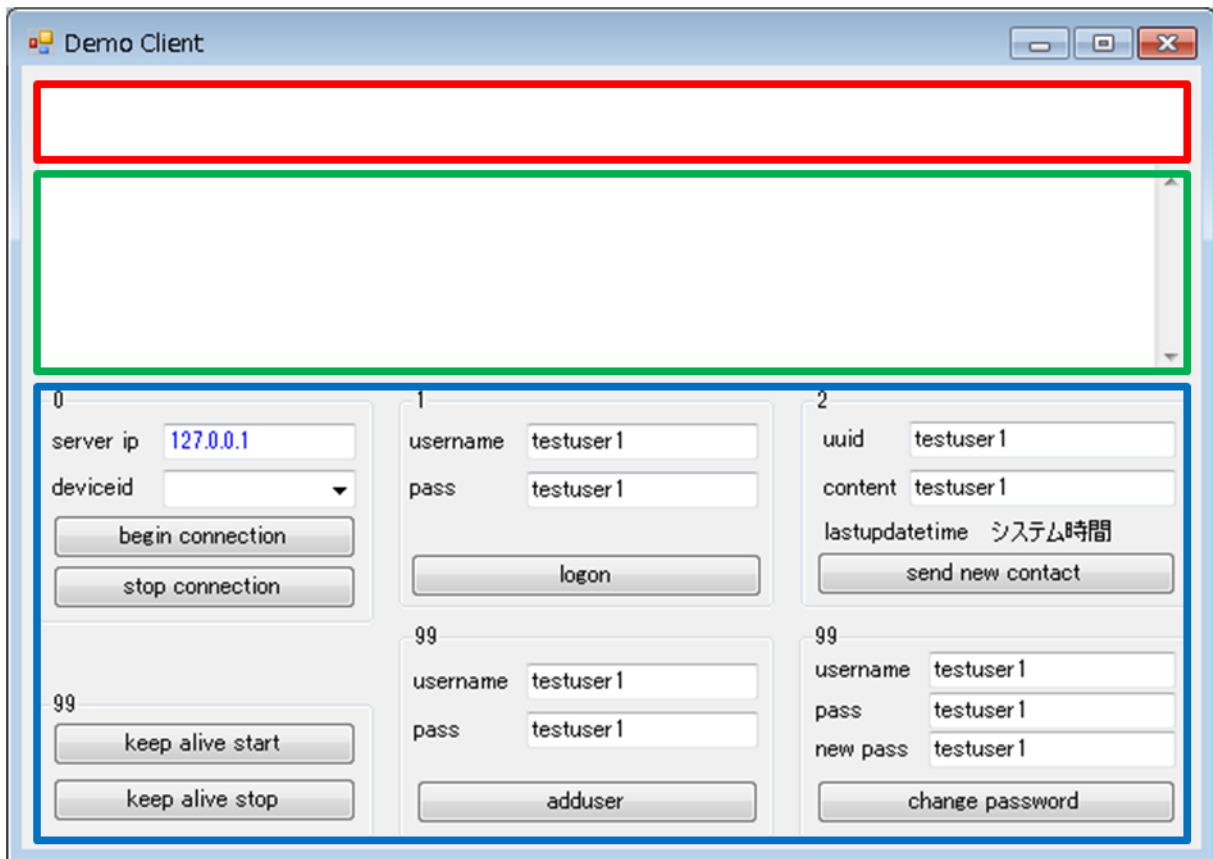 Demo Client
0
server ip 127.0.0.1
deviceid
begin connection
stop connection
1
username testuser1
pass testuser1
logon
2
uuid testuser1
content testuser1
lastupdatetime システム時間
send new contact
99
keep alive start
keep alive stop
99
username testuser1
pass testuser1
adduser
99
username testuser1
pass testuser1
new pass testuser1
change password